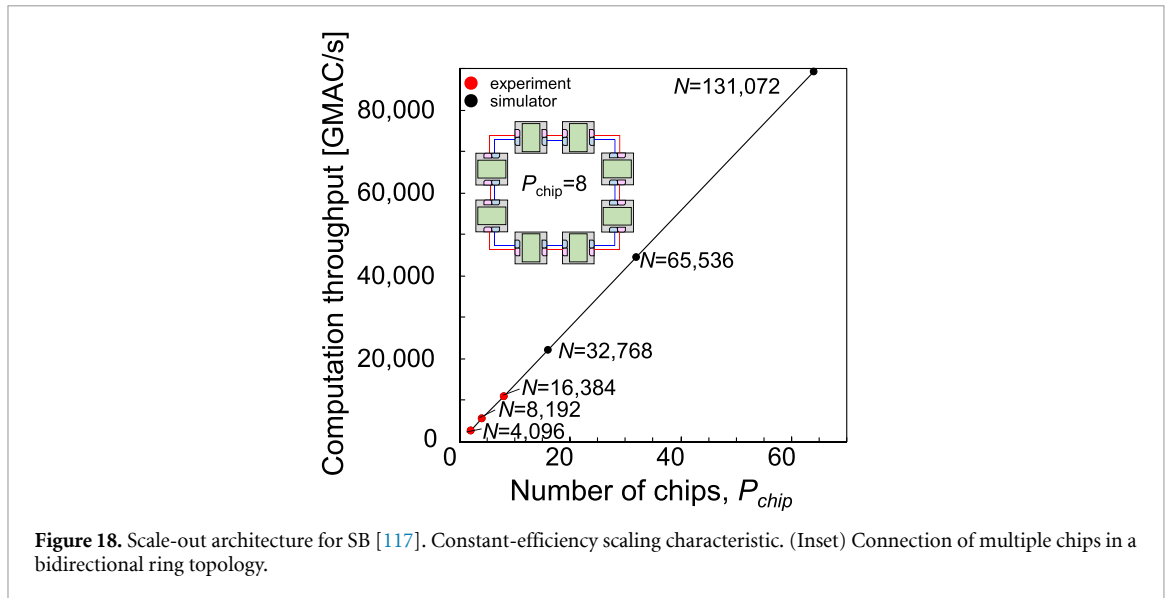 Computation throughput [GMAC/s]
experiment
simulator
N=131,072
80,000
P_chip=8
60,000
N=65,536
40,000
N=32,768
20,000
N=16,384
N=8,192
N=4,096
0
0 20 40 60
Number of chips, P_chip
Figure 18. Scale-out architecture for SB [117]. Constant-efficiency scaling characteristic. (Inset) Connection of multiple chips in a
bidirectional ring topology.